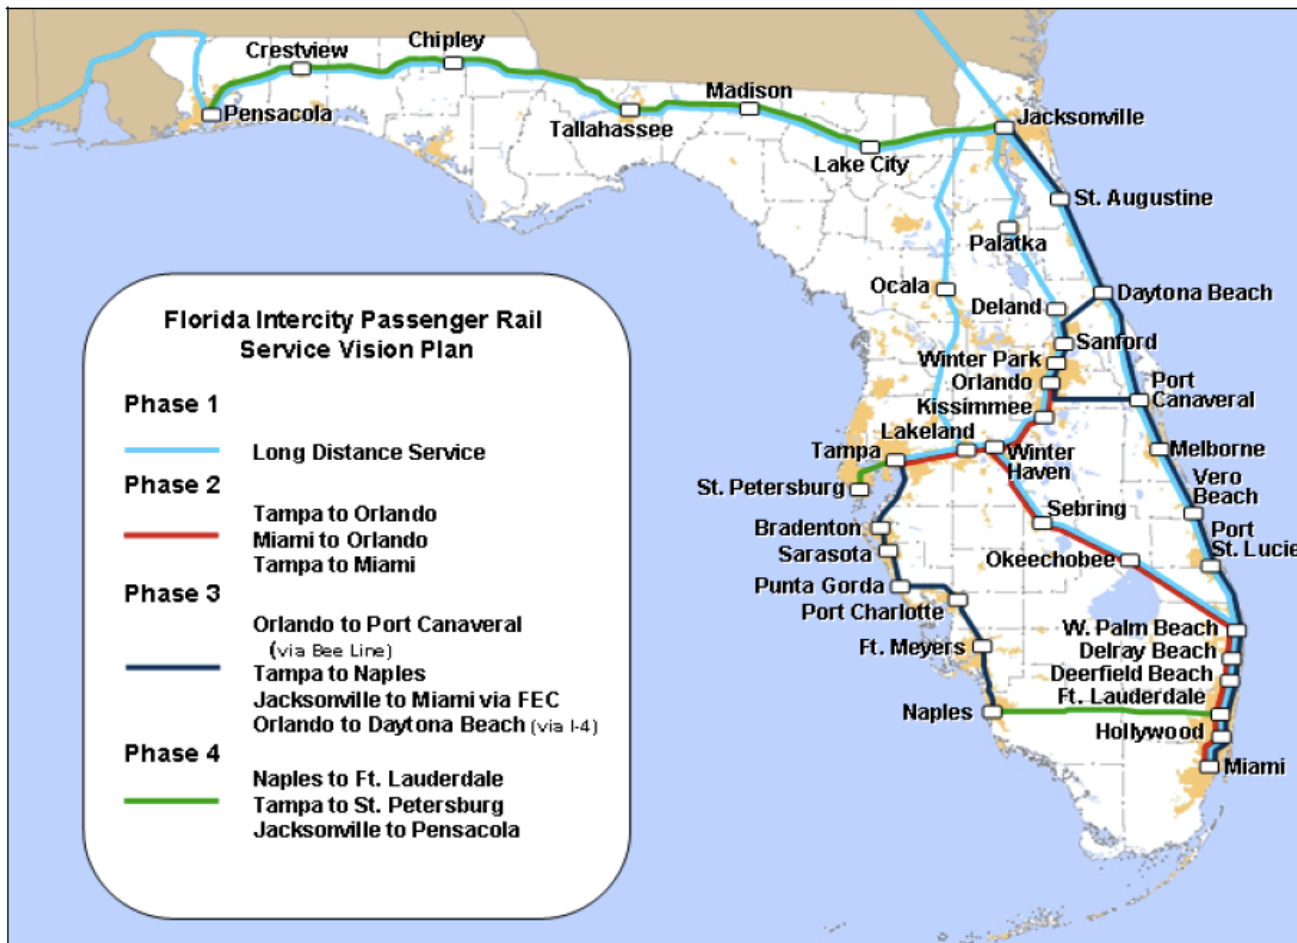 Crestview
Chipley
Pensacola
Tallahassee
Madison
Lake City
Jacksonville
St. Augustine
Palatka
Ocala
Deland
Daytona Beach
Sanford
Winter Park
Orlando
Kissimmee
Port
Canaveral
Lakeland
Tampa
Winter
Haven
Melborne
St. Petersburg
Vero
Beach
Sebring
Bradenton
Sarasota
Port
St. Lucie
Okeechobee
Punta Gorda
Port Charlotte
W. Palm Beach
Ft. Meyers
Delray Beach
Deerfield Beach
Ft. Lauderdale
Naples
Hollywood
Miami
Florida Intercity Passenger Rail
Service Vision Plan
Phase 1
Long Distance Service
Phase 2
Tampa to Orlando
Miami to Orlando
Tampa to Miami
Phase 3
Orlando to Port Canaveral
(via Bee Line)
Tampa to Naples
Jacksonville to Miami via FEC
Orlando to Daytona Beach (via I-4)
Phase 4
Naples to Ft. Lauderdale
Tampa to St. Petersburg
Jacksonville to Pensacola